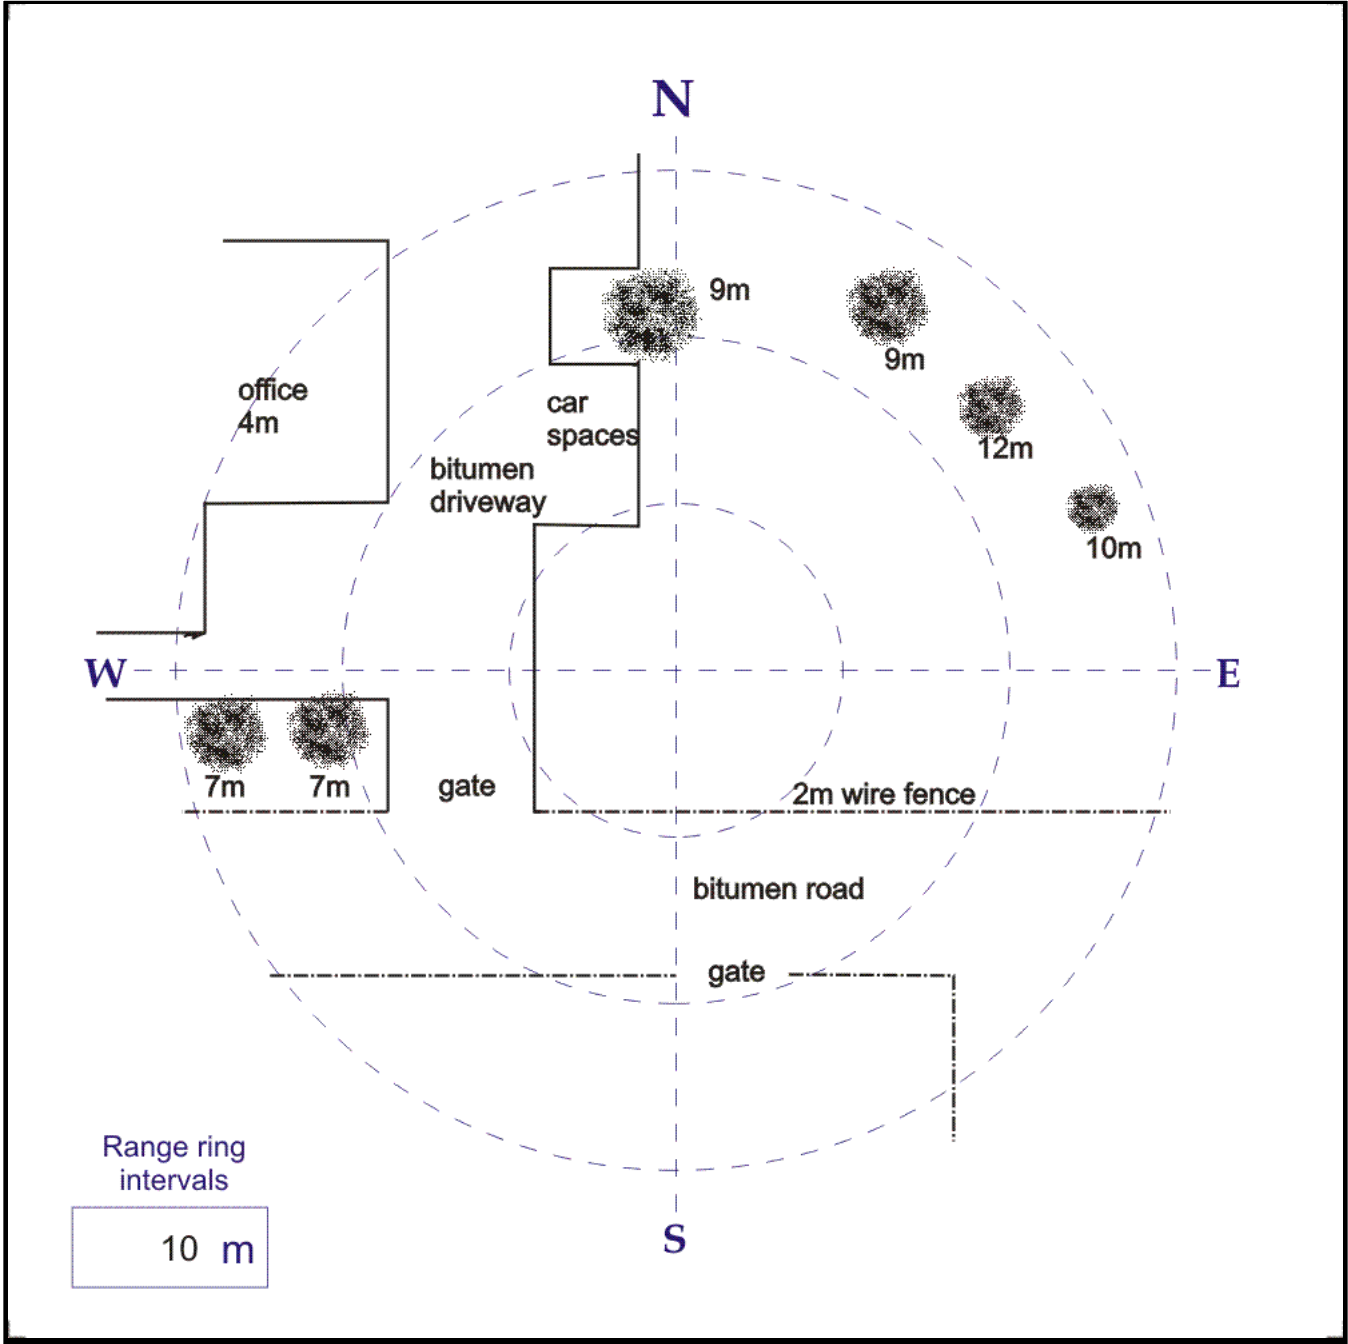 N
9m
9m
office
4m
car
spaces
12m
bitumen
driveway
10m
W
E
7m
7m
gate
2m wire fence
bitumen road
gate
Range ring
intervals
S
10 m